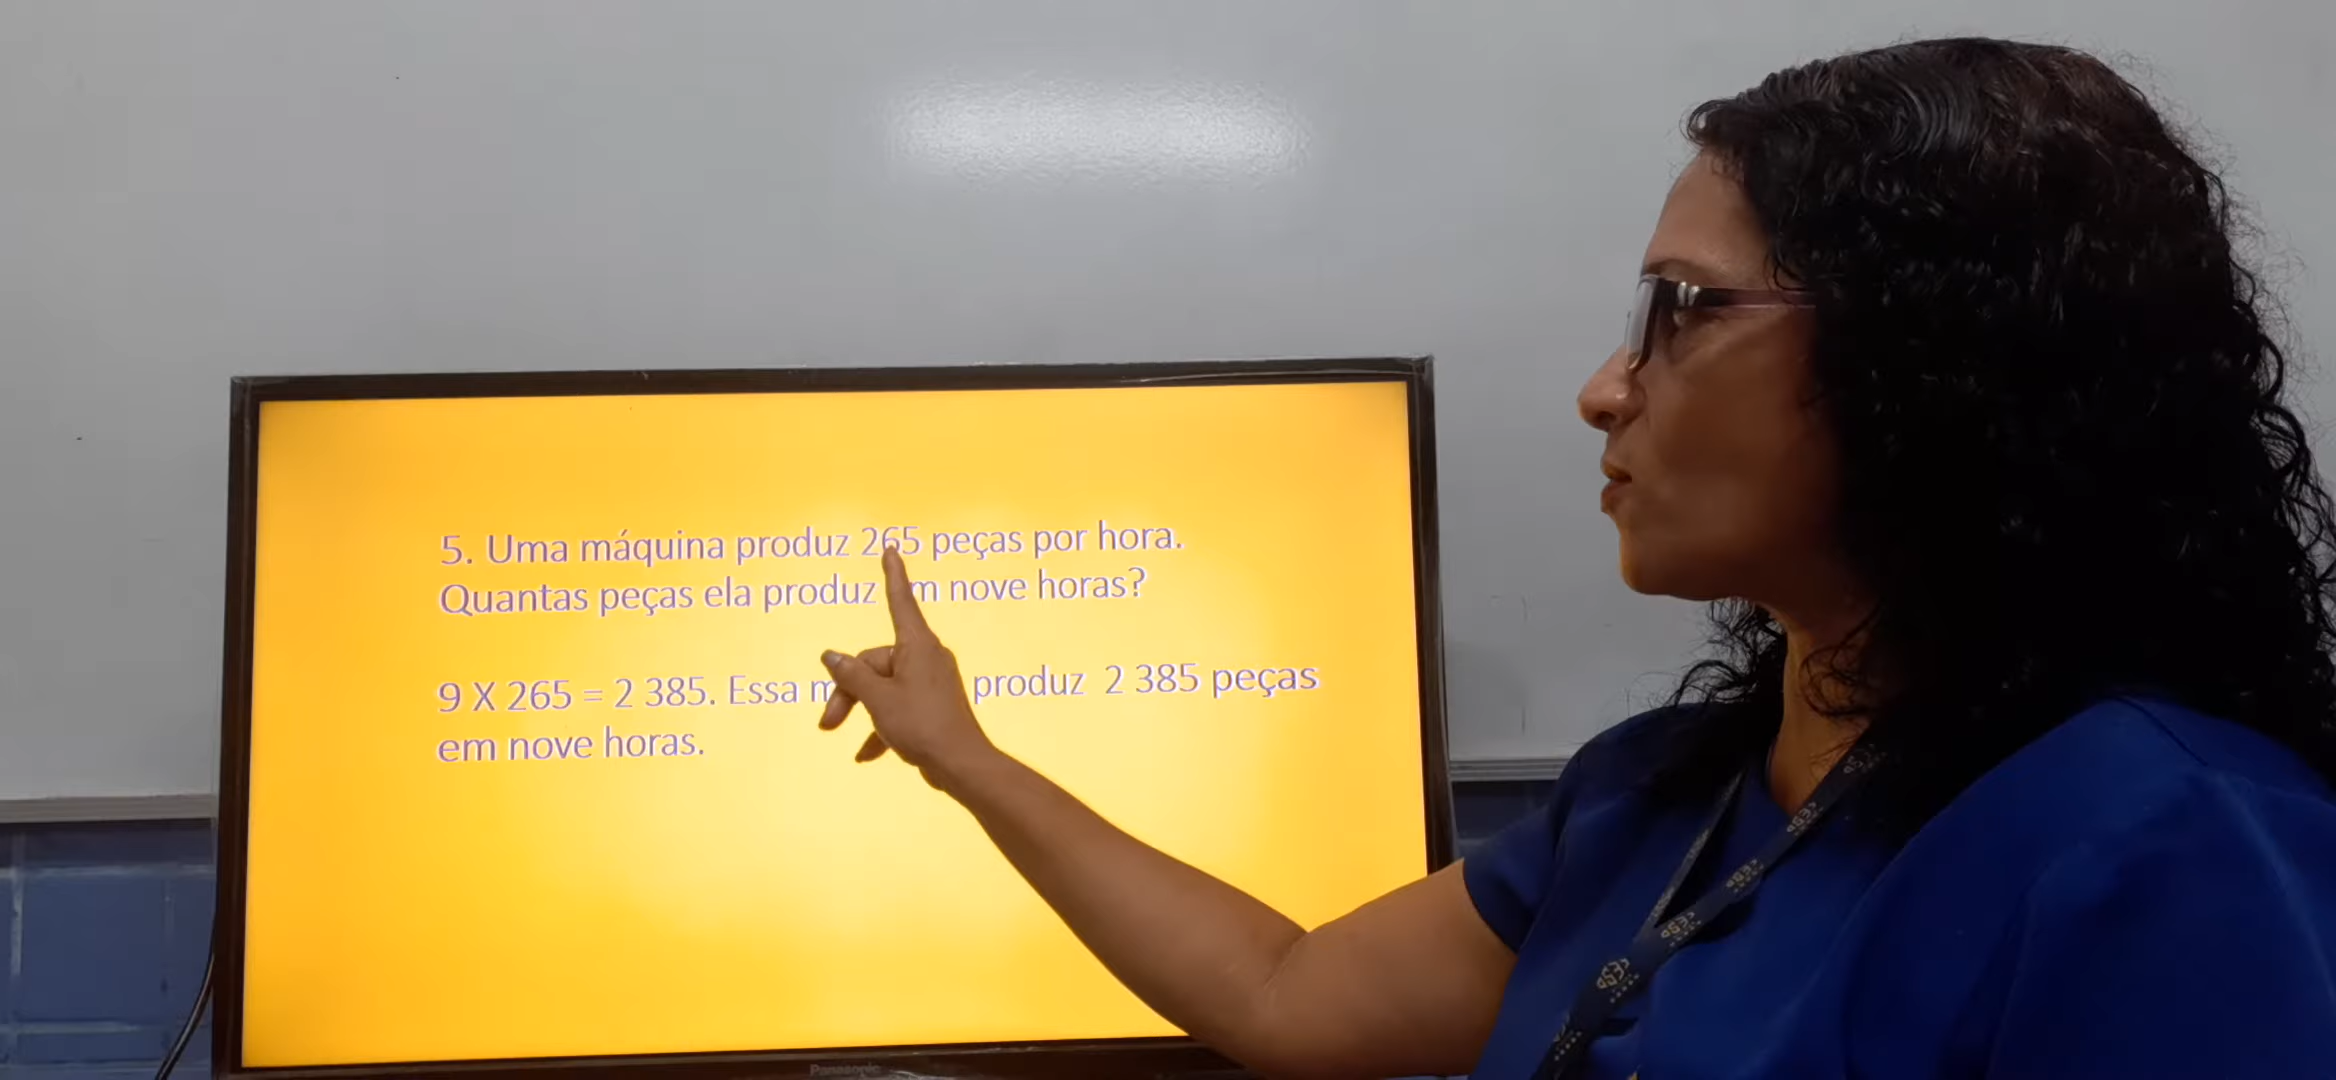 5. Uma máquina produz 265 peças por hora.
Quantas peças ela produz nove horas?
9 X 265 = 2 385. Essa produz 2 385 peças
em nove horas.
Panasonic